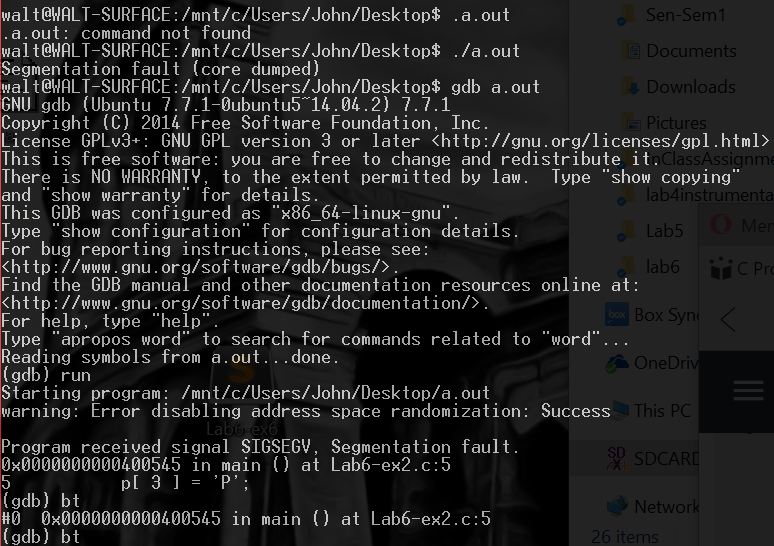 walt@WALT-SURFACE:/mnt/c/Users/John/Desktop$ .a.out
.a.out: command not found
walt@WALT-SURFACE:/mnt/c/Users/John/Desktop$ ./a.out
Segmentation fault (core dumped)
walt@WALT-SURFACE:/mnt/c/Users/John/Desktop$ gdb a.out
GNU gdb (Ubuntu 7.7.1-0ubuntu5~14.04.2) 7.7.1
Copyright (C) 2014 Free Software Foundation, Inc.
License GPLv3+: GNU GPL version 3 or later <http://gnu.org/licenses/gpl.html>
This is free software: you are free to change and redistribute it.
There is NO WARRANTY, to the extent permitted by law.  Type "show copying"
and "show warranty" for details.
This GDB was configured as "x86_64-linux-gnu".
Type "show configuration" for configuration details.
For bug reporting instructions, please see:
<http://www.gnu.org/software/gdb/bugs/>.
Find the GDB manual and other documentation resources online at:
<http://www.gnu.org/software/gdb/documentation/>.
For help, type "help".
Type "apropos word" to search for commands related to "word"...
Reading symbols from a.out...done.
(gdb) run
Starting program: /mnt/c/Users/John/Desktop/a.out
warning: Error disabling address space randomization: Success
Program received signal SIGSEGV, Segmentation fault.
0x0000000000400545 in main () at Lab6-ex2.c:5
5           p[ 3 ] = 'P';
(gdb) bt
#0  0x0000000000400545 in main () at Lab6-ex2.c:5
(gdb) bt
Lab6-ex6
Sen-Sem1
Documents
Downloads
Pictures
InClassAssignme
lab4instrumenta
Lab5
lab6
Box Sync
OneDriv
This PC
SDCARD
Network
26 items
Men
C Pro